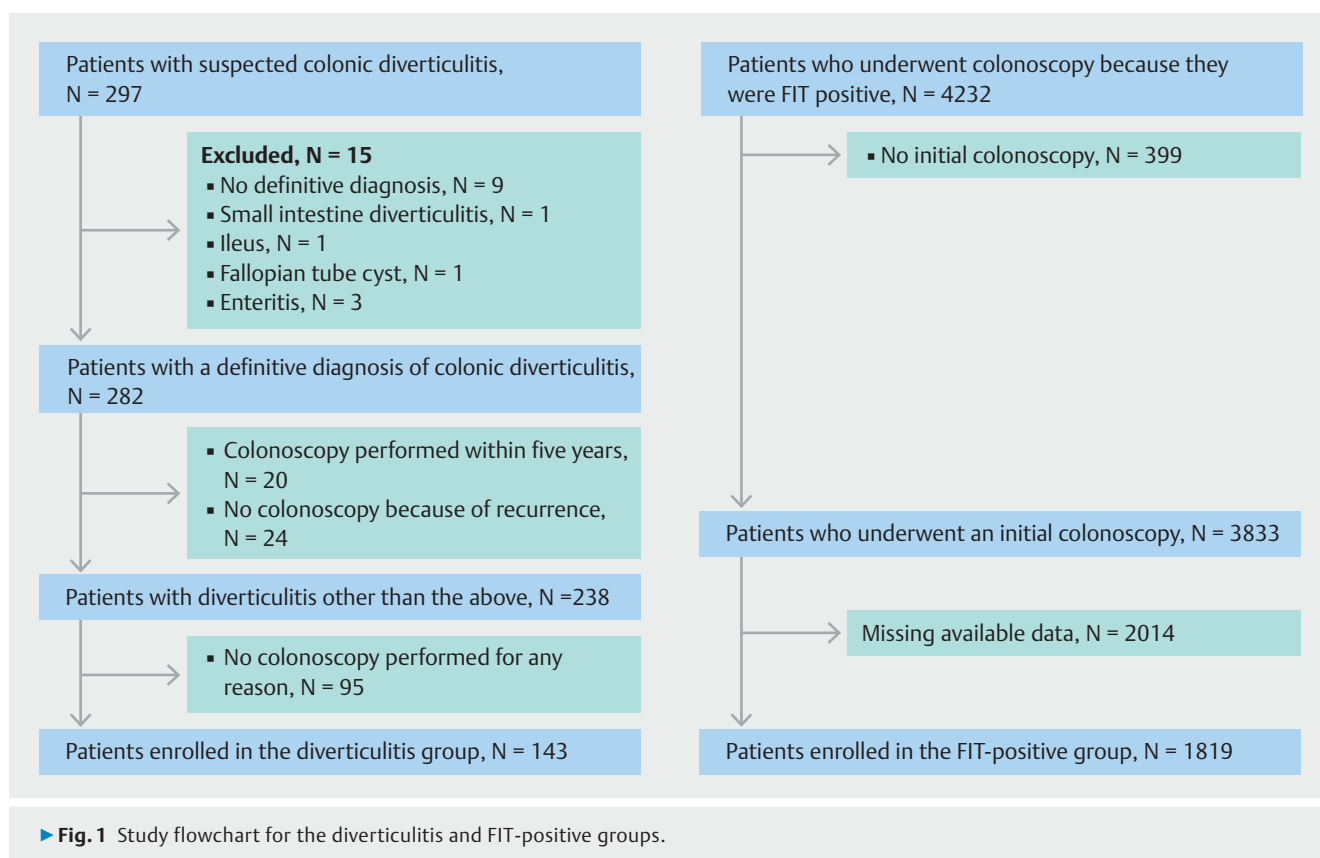 Patients with suspected colonic diverticulitis,
N = 297
Excluded, N = 15
▪ No definitive diagnosis, N = 9
▪ Small intestine diverticulitis, N = 1
▪ Ileus, N = 1
▪ Fallopian tube cyst, N = 1
▪ Enteritis, N = 3
Patients with a definitive diagnosis of colonic diverticulitis,
N = 282
▪ Colonoscopy performed within five years,
N = 20
▪ No colonoscopy because of recurrence,
N = 24
Patients with diverticulitis other than the above, N =238
▪ No colonoscopy performed for any
reason, N = 95
Patients enrolled in the diverticulitis group, N = 143
Patients who underwent colonoscopy because they
were FIT positive, N = 4232
▪ No initial colonoscopy, N = 399
Patients who underwent an initial colonoscopy, N = 3833
Missing available data, N = 2014
Patients enrolled in the FIT-positive group, N = 1819
▶ Fig. 1 Study flowchart for the diverticulitis and FIT-positive groups.